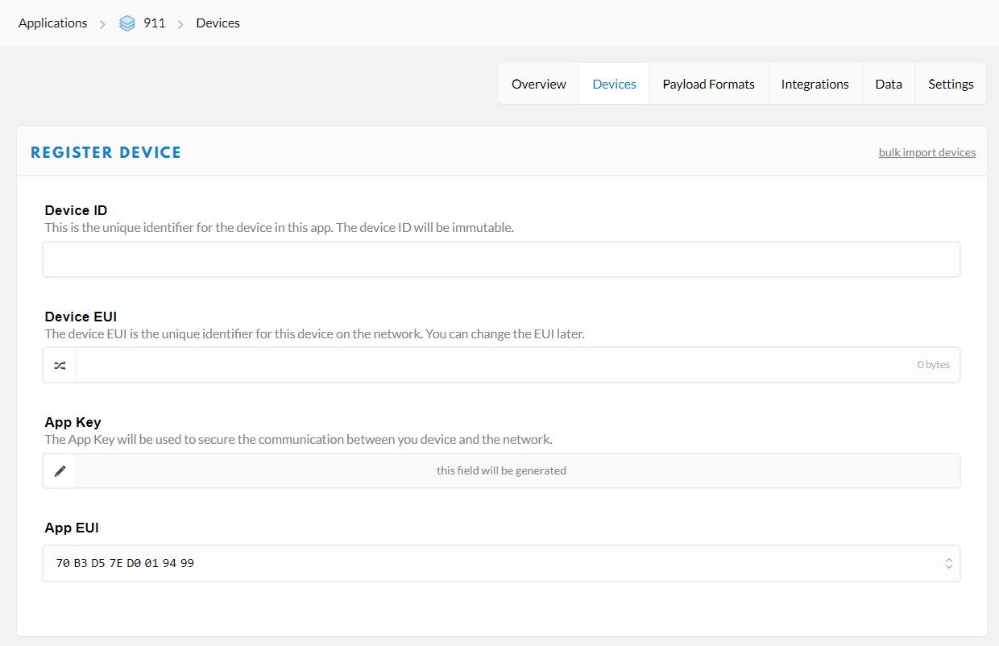 Applications
911
Devices
Overview
Devices
Payload Formats
Integrations
Data
Settings
REGISTER DEVICE
bulk import devices
Device ID
This is the unique identifier for the device in this app. The device ID will be immutable.
Device EUI
The device EUI is the unique identifier for this device on the network. You can change the EUI later.
0 bytes
App Key
The App Key will be used to secure the communication between you device and the network.
this field will be generated
App EUI
70 B3 D5 7E D0 01 94 99